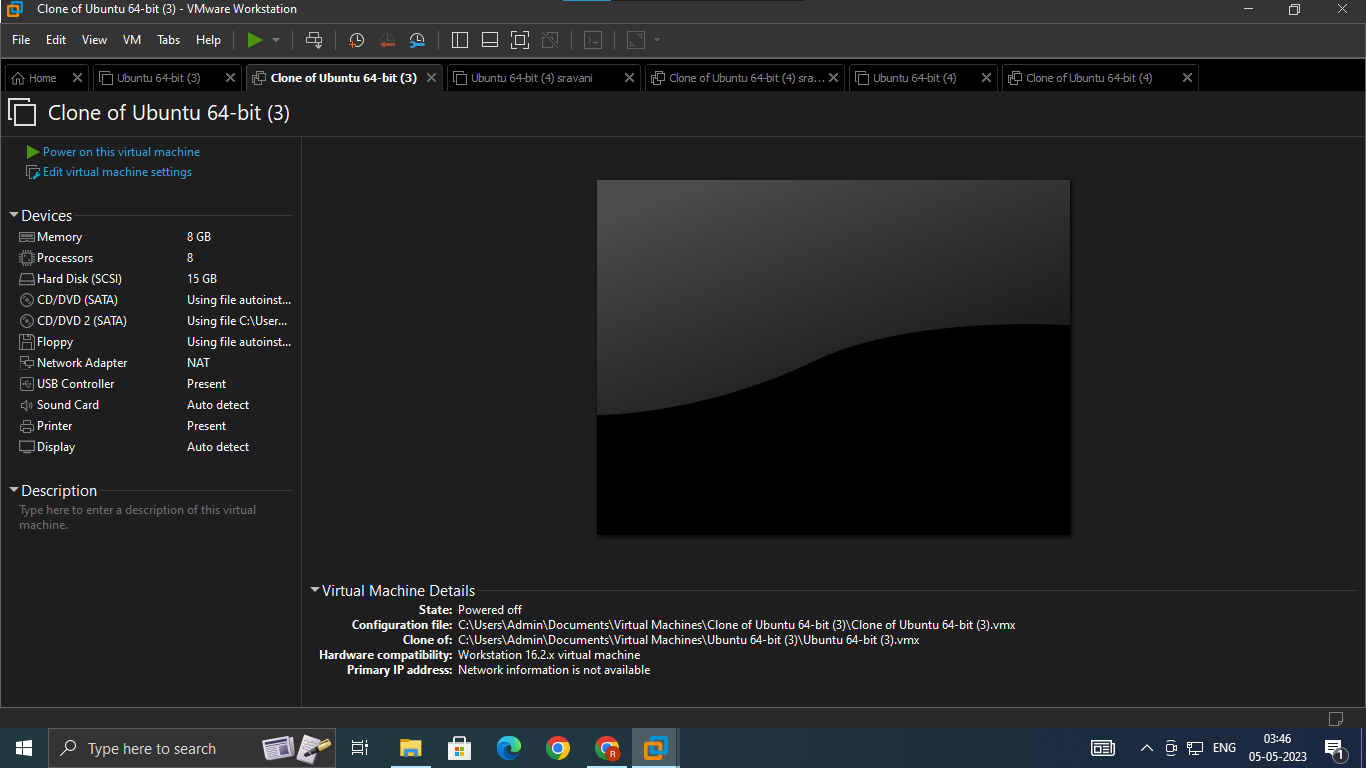 Clone of Ubuntu 64-bit (3) - VMware Workstation
File Edit View VM Tabs Help
Home Ubuntu 64-bit (3) Clone of Ubuntu 64-bit (3) Ubuntu 64-bit (4) sravani Clone of Ubuntu 64-bit (4) sra... Ubuntu 64-bit (4) Clone of Ubuntu 64-bit (4)
Clone of Ubuntu 64-bit (3)
Power on this virtual machine
Edit virtual machine settings
Devices
Memory 8 GB
Processors 8
Hard Disk (SCSI) 15 GB
CD/DVD (SATA) Using file autoinst...
CD/DVD 2 (SATA) Using file C:\User...
Floppy Using file autoinst...
Network Adapter NAT
USB Controller Present
Sound Card Auto detect
Printer Present
Display Auto detect
Description
Type here to enter a description of this virtual
machine.
Virtual Machine Details
State: Powered off
Configuration file: C:\Users\Admin\Documents\Virtual Machines\Clone of Ubuntu 64-bit (3)\Clone of Ubuntu 64-bit (3).vmx
Clone of: C:\Users\Admin\Documents\Virtual Machines\Ubuntu 64-bit (3)\Ubuntu 64-bit (3).vmx
Hardware compatibility: Workstation 16.2.x virtual machine
Primary IP address: Network information is not available
Type here to search
R
ENG
03:46
05-05-2023
1